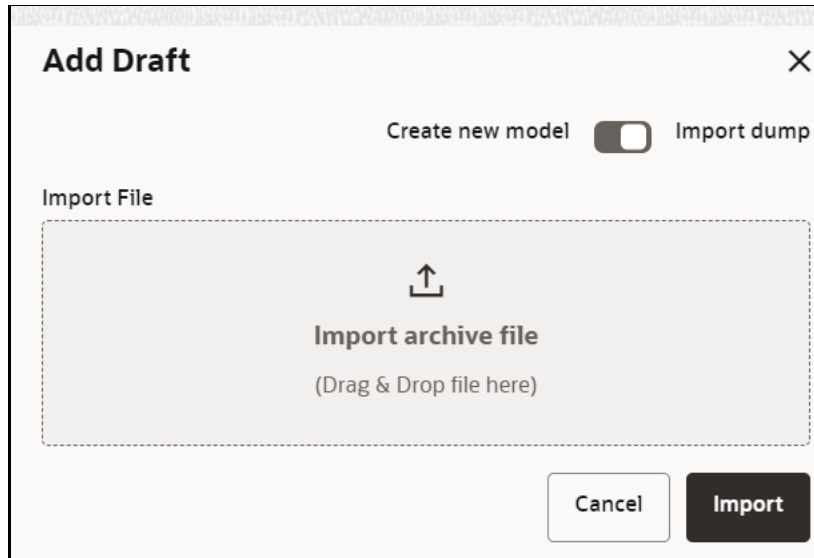 Add Draft
Create new model Import dump
Import File
Import archive file
(Drag & Drop file here)
Cancel Import